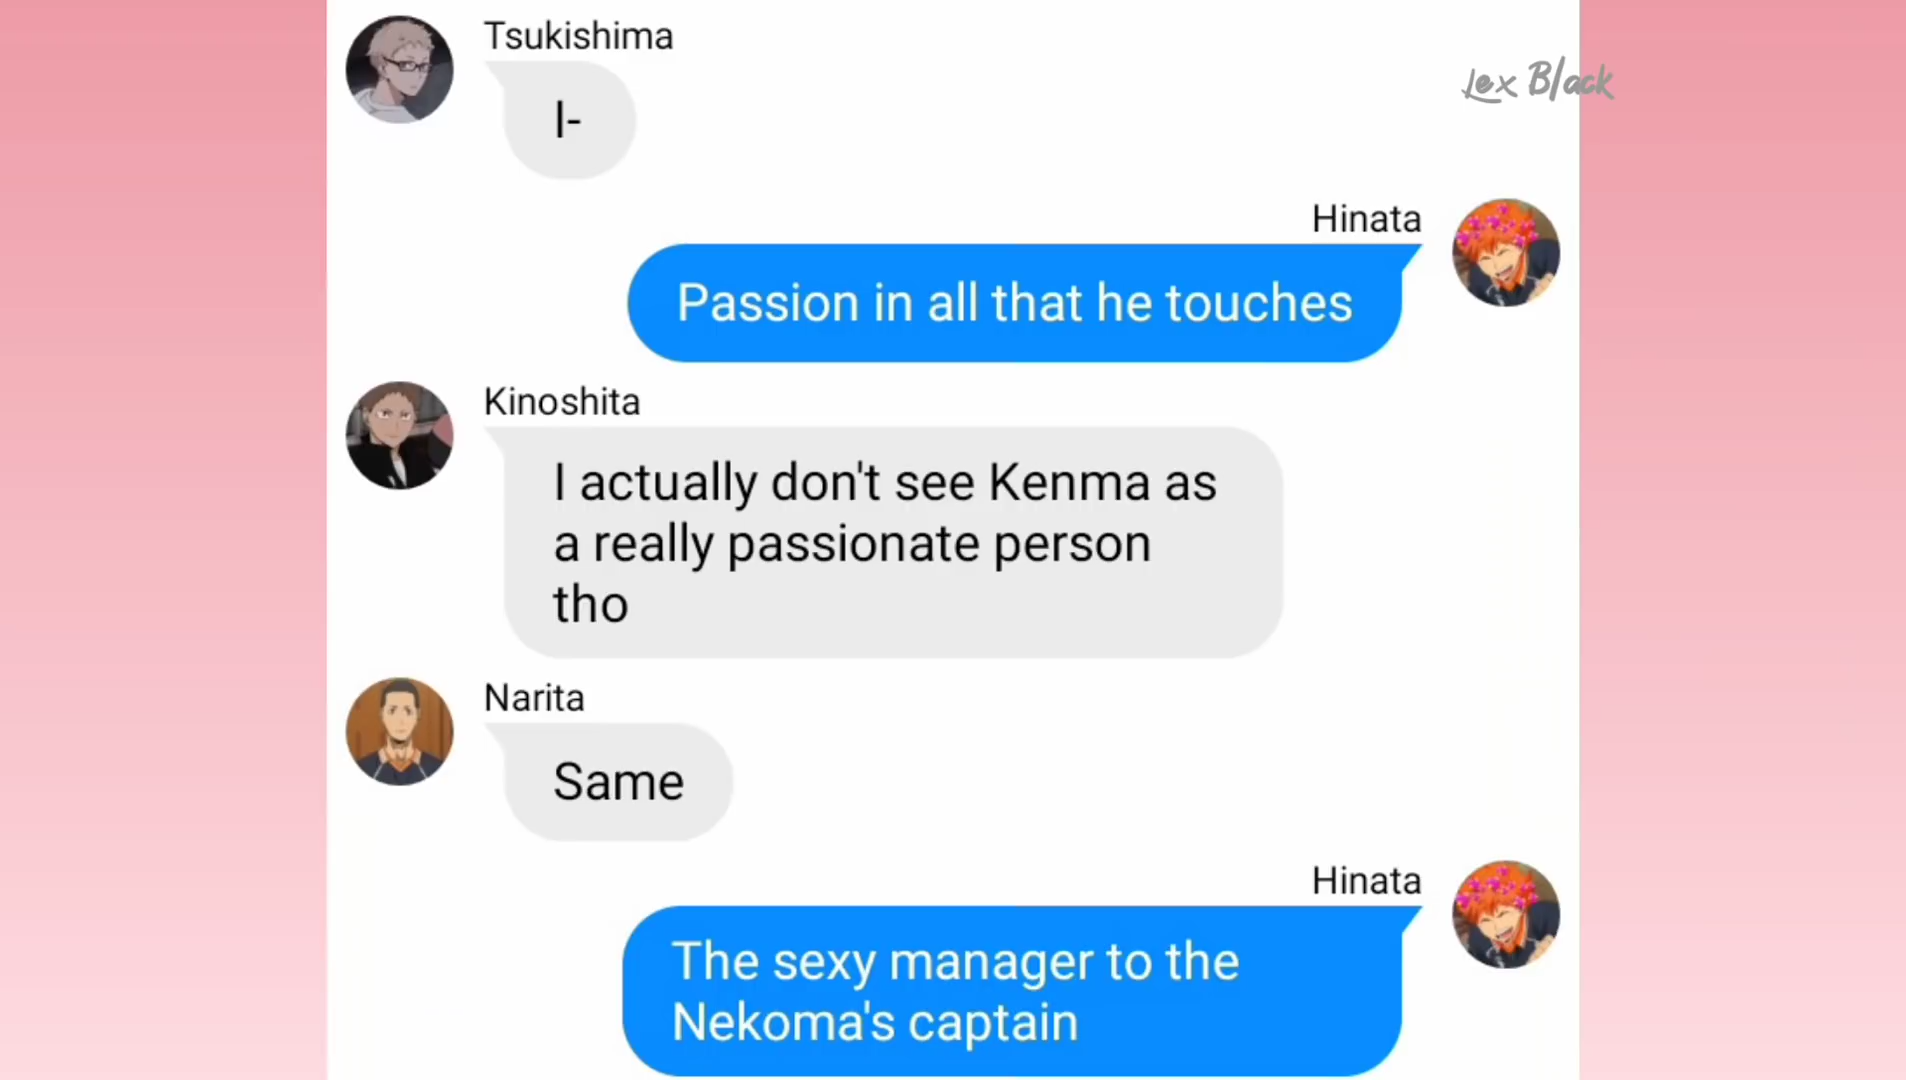 Tsukishima
Lex Black
I-
Hinata
Passion in all that he touches
Kinoshita
I actually don't see Kenma as
a really passionate person
tho
Narita
Same
Hinata
The sexy manager to the
Nekoma's captain